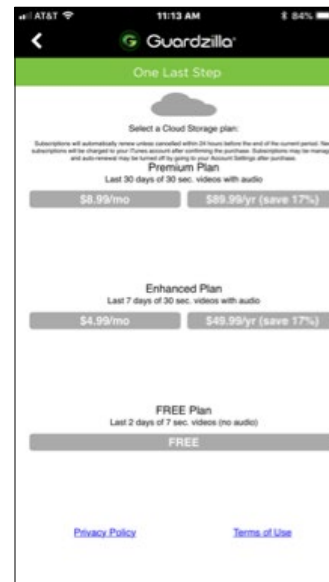 AT&T 11:13 AM 84%
Guardzilla
One Last Step
Select a Cloud Storage plan:
Subscriptions will automatically renew unless cancelled within 24 hours before the end of the current period.
subscriptions will be charged to your iTunes account after confirming the purchase. Subscriptions may be
and auto-renewal may be turned off by going to your Account Settings after purchase.
Premium Plan
Last 30 days of 30 sec. videos with audio
$8.99/mo $89.99/yr (save 17%)
Enhanced Plan
Last 7 days of 30 sec. videos with audio
$4.99/mo $49.99/yr (save 17%)
FREE Plan
Last 2 days of 7 sec. videos (no audio)
FREE
Privacy Policy Terms of Use